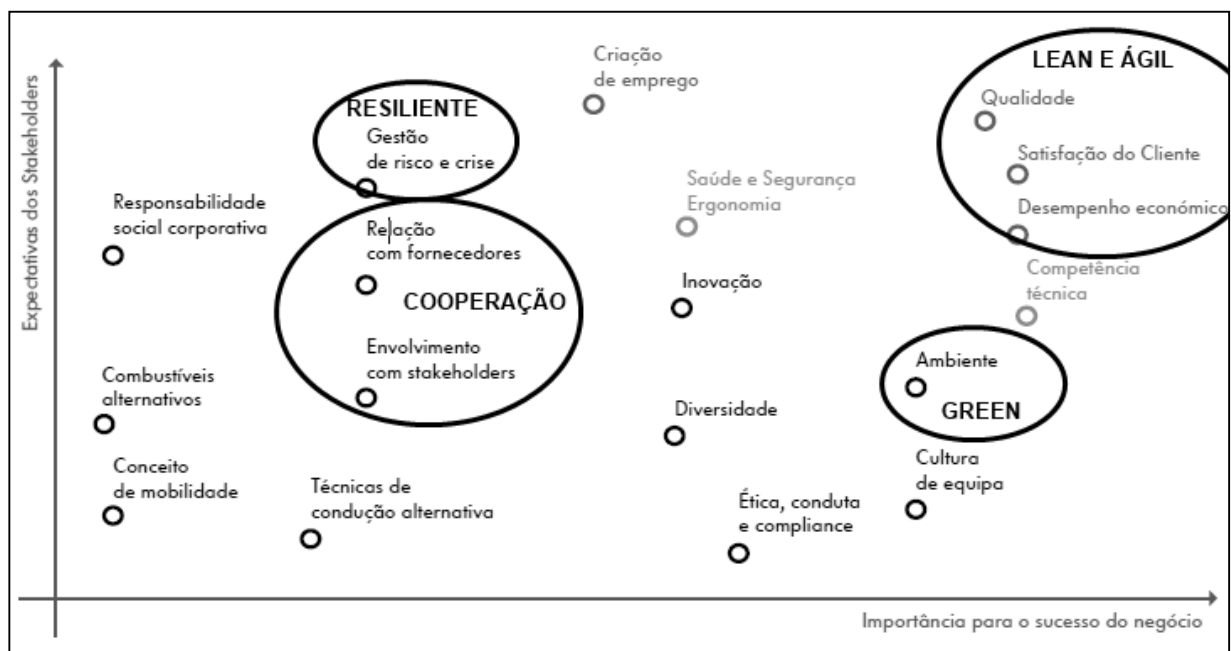 Expectativas dos Stakeholders
Criação
de emprego
LEAN E ÁGIL
Qualidade
RESILIENTE
Gestão
de risco e crise
Satisfação do Cliente
Saúde e Segurança
Ergonomia
Responsabilidade
social corporativa
Desempenho económico
Relação
com fornecedores
COOPERAÇÃO
Inovação
Competência
técnica
Envolvimento
com stakeholders
Ambiente
GREEN
Combustíveis
alternativos
Diversidade
Cultura
de equipa
Conceito
de mobilidade
Técnicas de
condução alternativa
Ética, conduta
e compliance
Importância para o sucesso do negócio